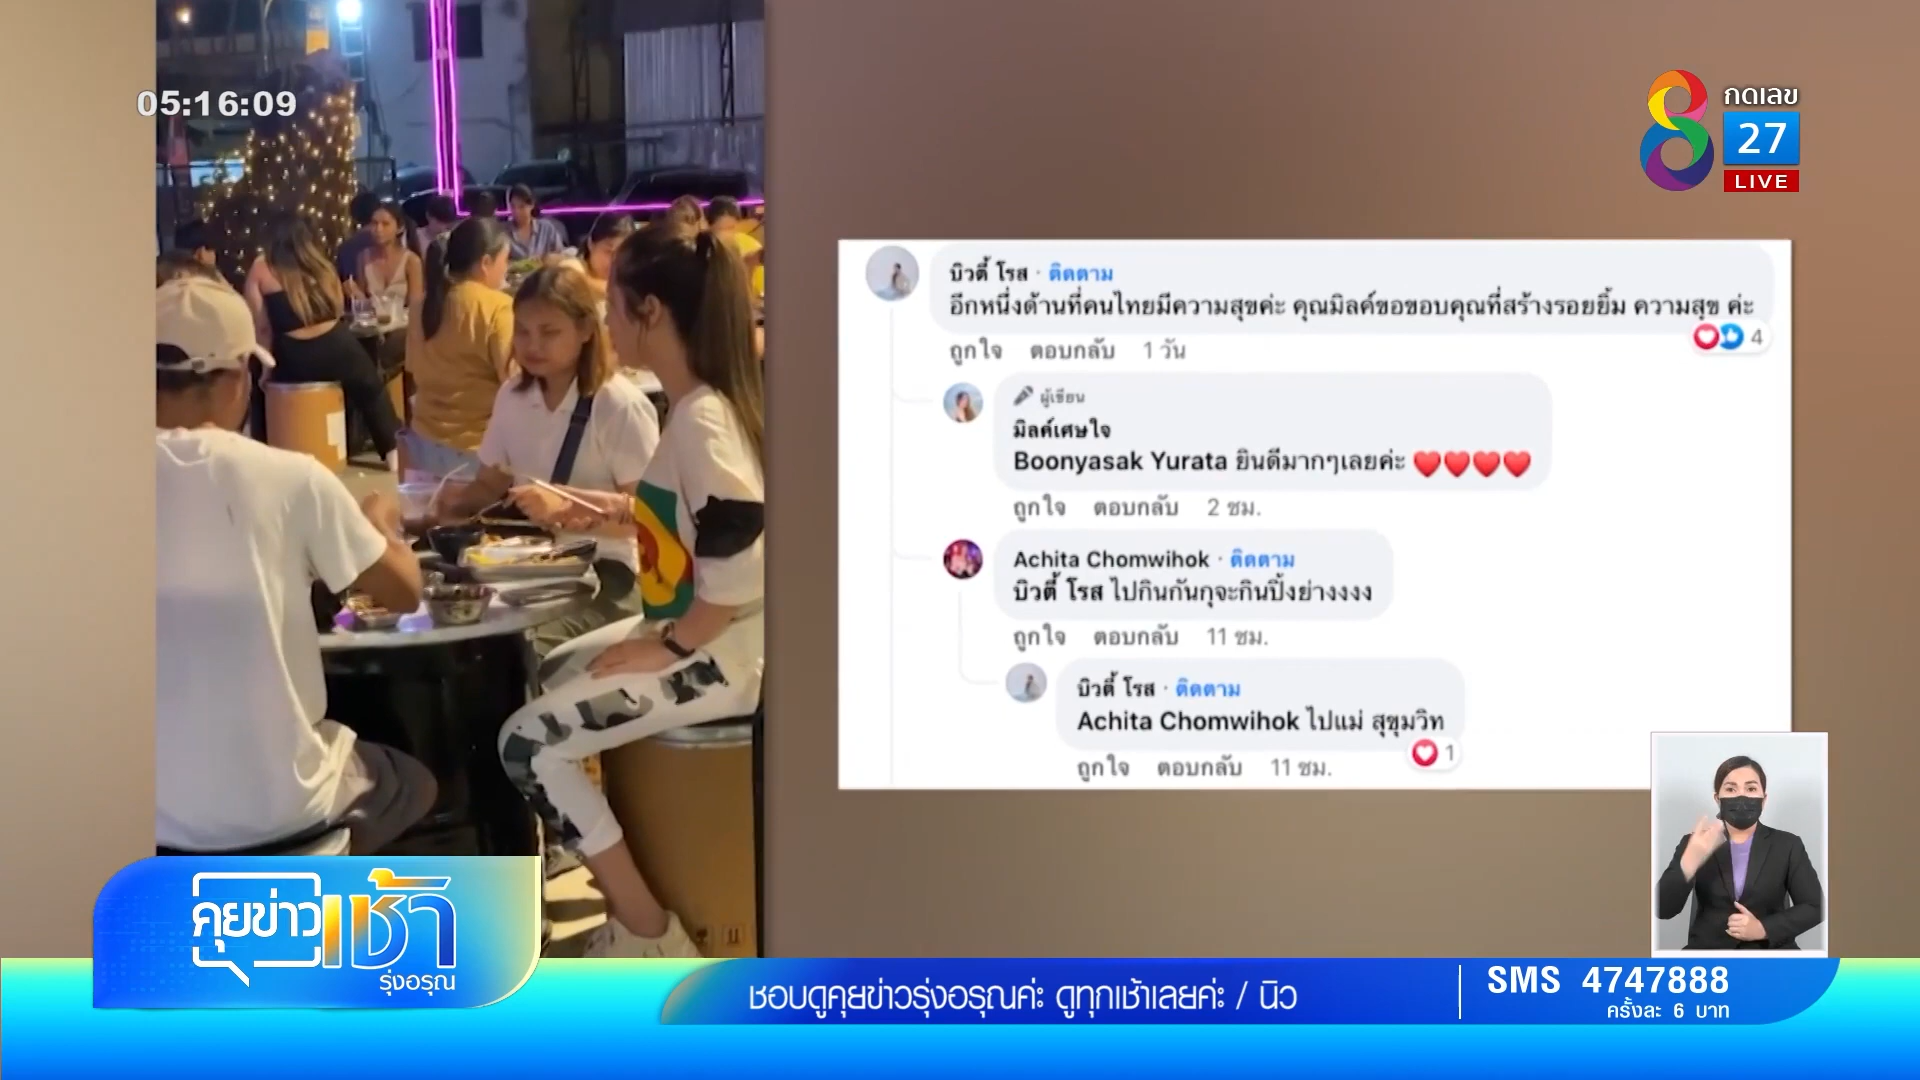 05:16:09
กดเลข
27
LIVE
บิวตี้ โรส · ติดตาม
อีกหนึ่งด้านที่คนไทยมีความสุขค่ะ คุณมิลค์ขอขอบคุณที่สร้างรอยยิ้ม ความสุข ค่ะ
4
ถูกใจ ตอบกลับ 1 วัน
ผู้เขียน
มิลค์เศษใจ
Boonyasak Yurata ยินดีมากๆเลยค่ะ ❤️❤️❤️❤️
ถูกใจ ตอบกลับ 2 ชม.
Achita Chomwihok · ติดตาม
บิวตี้ โรส ไปกินกันกุจะกินปิ้งย่างงงง
ถูกใจ ตอบกลับ 11 ชม.
บิวตี้ โรส · ติดตาม
Achita Chomwihok ไปแม่ สุขุมวิท
1
ถูกใจ ตอบกลับ 11 ชม.
คุยข่าวเช้า
รุ่งอรุณ
ชอบดูคุยข่าวรุ่งอรุณค่ะ ดูทุกเช้าเลยค่ะ / นิว
SMS 4747888
ครั้งละ 6 บาท